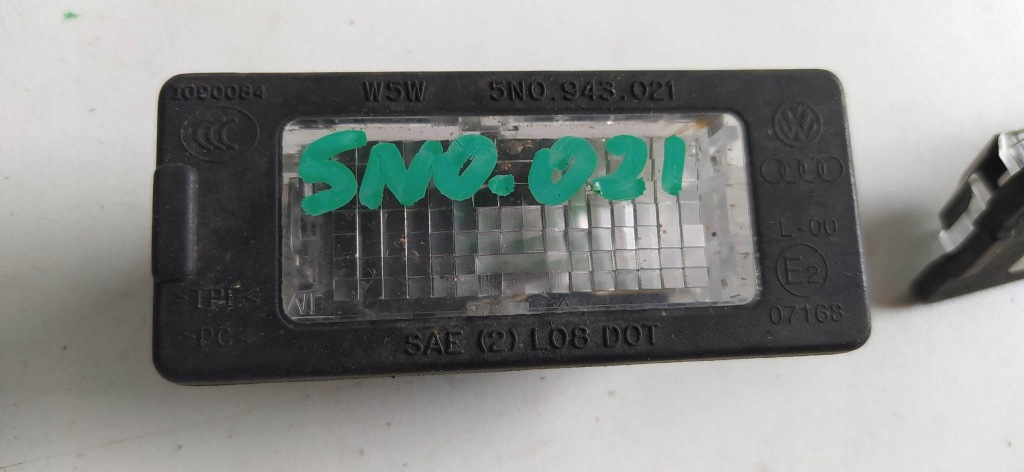 1090084 W5W 5N0.943.021
5N0.021
L-00
E2
>TPE<
>PC<
07168
SAE (2) L08 DOT